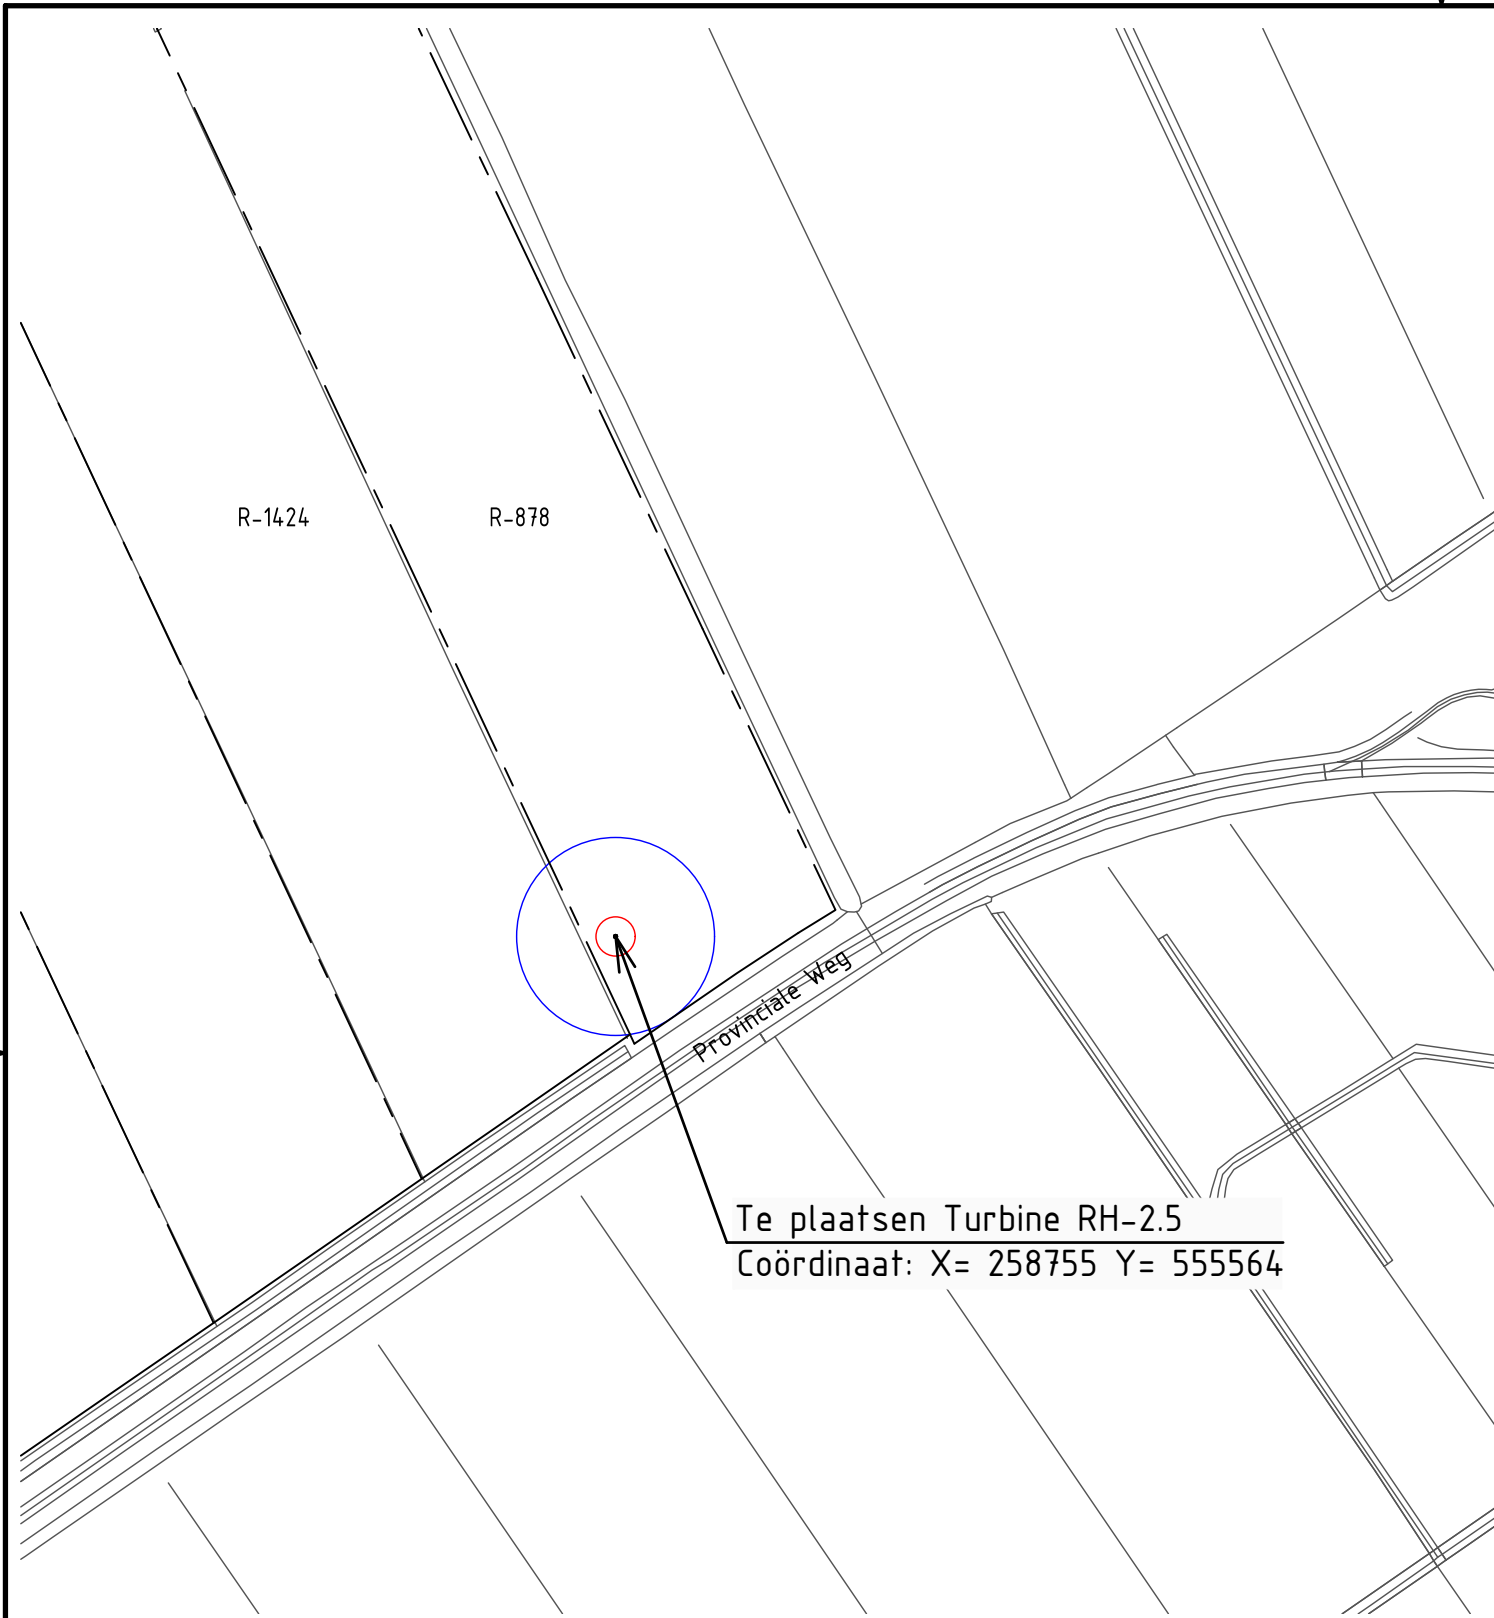 R-1424
R-878
Provinciale Weg
Te plaatsen Turbine RH-2.5
Coördinaat: X= 258755 Y= 555564